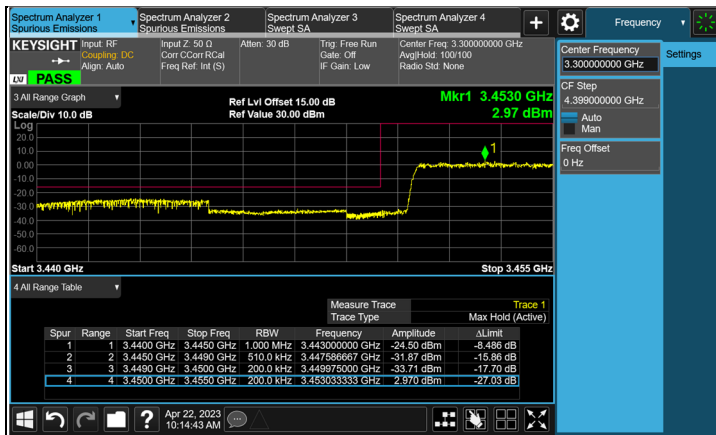 Spectrum Analyzer 1
Spurious Emissions
Spectrum Analyzer 2
Spurious Emissions
Spectrum Analyzer 3
Swept SA
Spectrum Analyzer 4
Swept SA
+
Frequency
KEYSIGHT
Input: RF
Coupling: DC
Align: Auto
Input Z: 50 Ω
Corr CCorr RCal
Freq Ref: Int (S)
Atten: 30 dB
Trig: Free Run
Gate: Off
IF Gain: Low
Center Freq: 3.300000000 GHz
Avg|Hold: 100/100
Radio Std: None
LXI PASS
Center Frequency
3.300000000 GHz
Settings
CF Step
4.399000000 GHz
Auto
Man
Freq Offset
0 Hz
3 All Range Graph
Scale/Div 10.0 dB
Ref Lvl Offset 15.00 dB
Ref Value 30.00 dBm
Mkr1 3.4530 GHz
2.97 dBm
Log
20.0
10.0
0.00
-10.0
-20.0
-30.0
-40.0
-50.0
-60.0
1
Start 3.440 GHz
Stop 3.455 GHz
4 All Range Table
Measure Trace Trace 1
Trace Type Max Hold (Active)
Spur Range Start Freq Stop Freq RBW Frequency Amplitude ΔLimit
1 1 3.4400 GHz 3.4450 GHz 1.000 MHz 3.443000000 GHz -24.50 dBm -8.486 dB
2 2 3.4450 GHz 3.4490 GHz 510.0 kHz 3.447586667 GHz -31.87 dBm -15.86 dB
3 3 3.4490 GHz 3.4500 GHz 200.0 kHz 3.449975000 GHz -33.71 dBm -17.70 dB
4 4 3.4500 GHz 3.4550 GHz 200.0 kHz 3.453033333 GHz 2.970 dBm -27.03 dB
?
Apr 22, 2023
10:14:43 AM